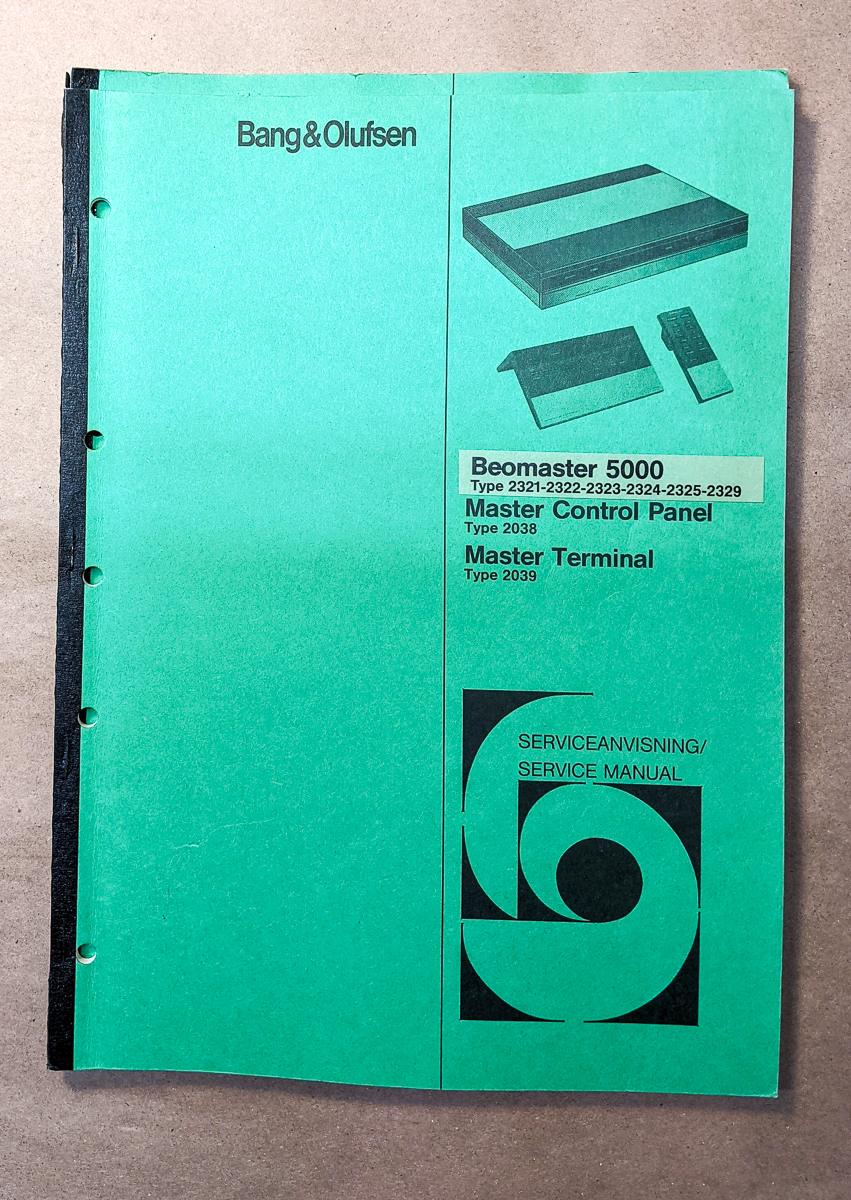 Bang&Olufsen
Beomaster 5000
Type 2321-2322-2323-2324-2325-2329
Master Control Panel
Type 2038
Master Terminal
Type 2039
SERVICEANVISNING/
SERVICE MANUAL